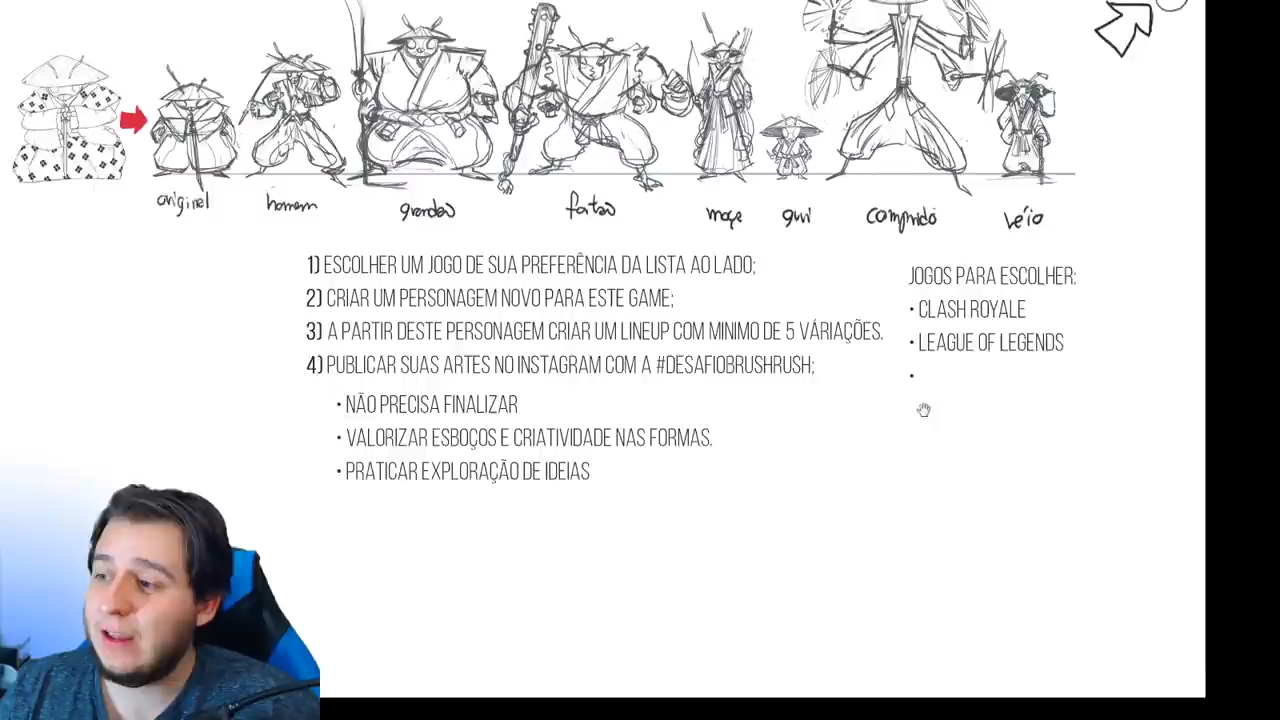 original
homem
grandão
fortão
moça
guri
comprido
véio
1) ESCOLHER UM JOGO DE SUA PREFERÊNCIA DA LISTA AO LADO;
2) CRIAR UM PERSONAGEM NOVO PARA ESTE GAME;
3) A PARTIR DESTE PERSONAGEM CRIAR UM LINEUP COM MINIMO DE 5 VÁRIAÇÕES.
4) PUBLICAR SUAS ARTES NO INSTAGRAM COM A #DESAFIOBRUSHRUSH;
• NÃO PRECISA FINALIZAR
• VALORIZAR ESBOÇOS E CRIATIVIDADE NAS FORMAS.
• PRATICAR EXPLORAÇÃO DE IDEIAS
JOGOS PARA ESCOLHER:
• CLASH ROYALE
• LEAGUE OF LEGENDS
•